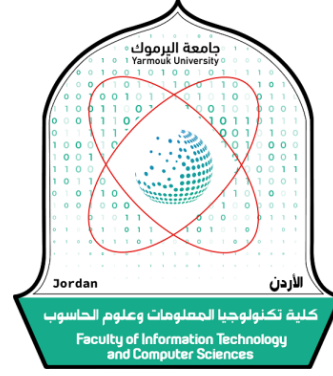 جامعة اليرموك
Yarmouk University
Jordan
الأردن
كلية تكنولوجيا المعلومات وعلوم الحاسوب
Faculty of Information Technology
and Computer Sciences